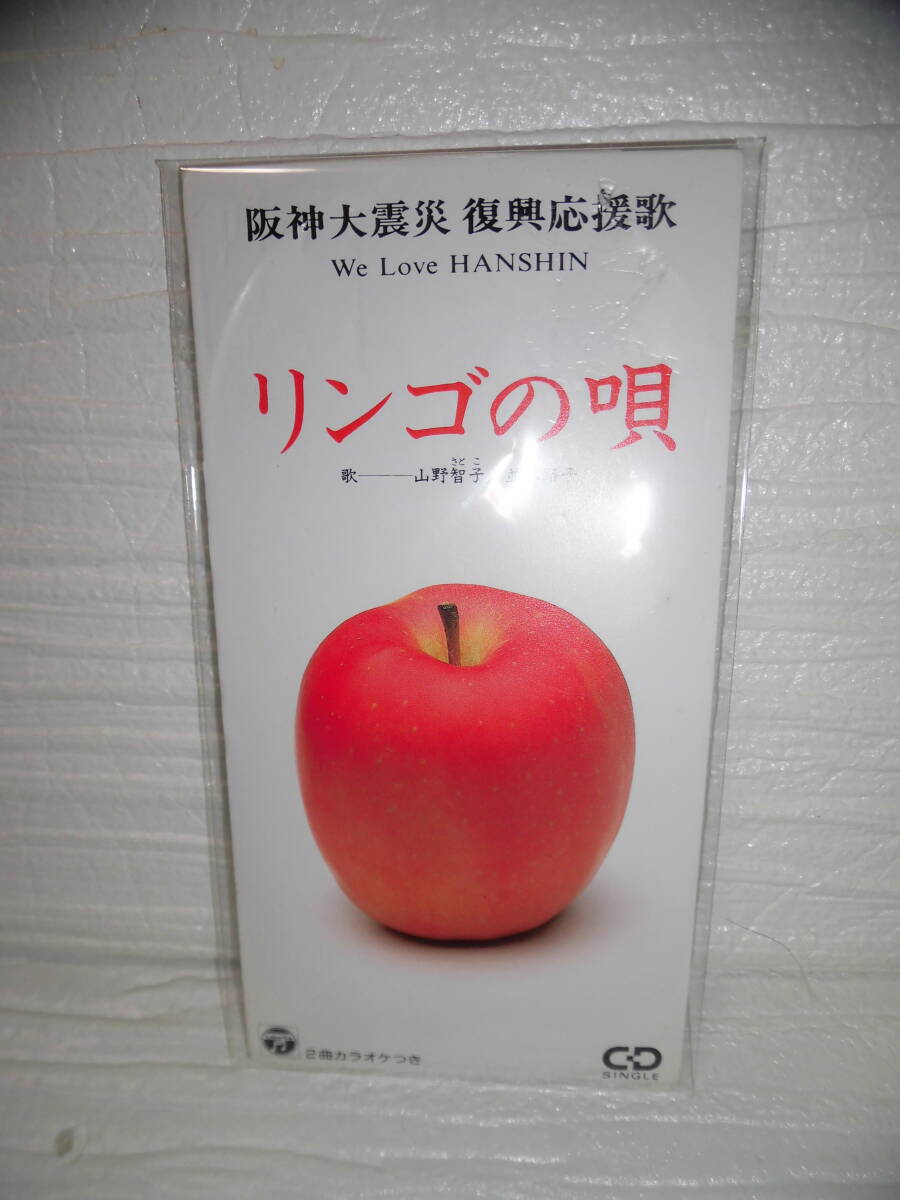 阪神大震災 復興応援歌
We Love HANSHIN
リンゴの唄
さと こ
歌───山野智子
2曲カラオケつき
CD
SINGLE